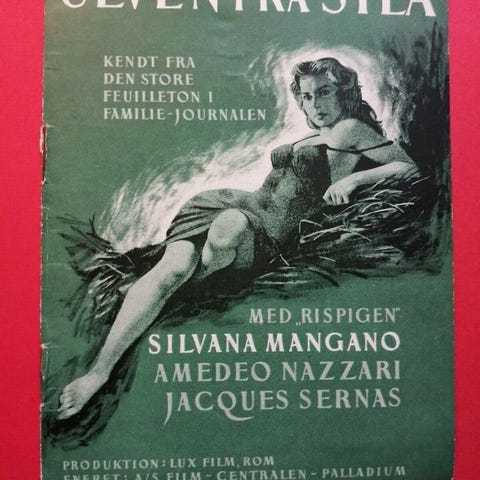 ULVEN FRA SILA
KENDT FRA
DEN STORE
FEUILLETON I
FAMILIE-JOURNALEN
MED „RISPIGEN"
SILVANA MANGANO
AMEDEO NAZZARI
JACQUES SERNAS
PRODUKTION: LUX FILM, ROM
ENERET: A/S FILM - CENTRALEN - PALLADIUM